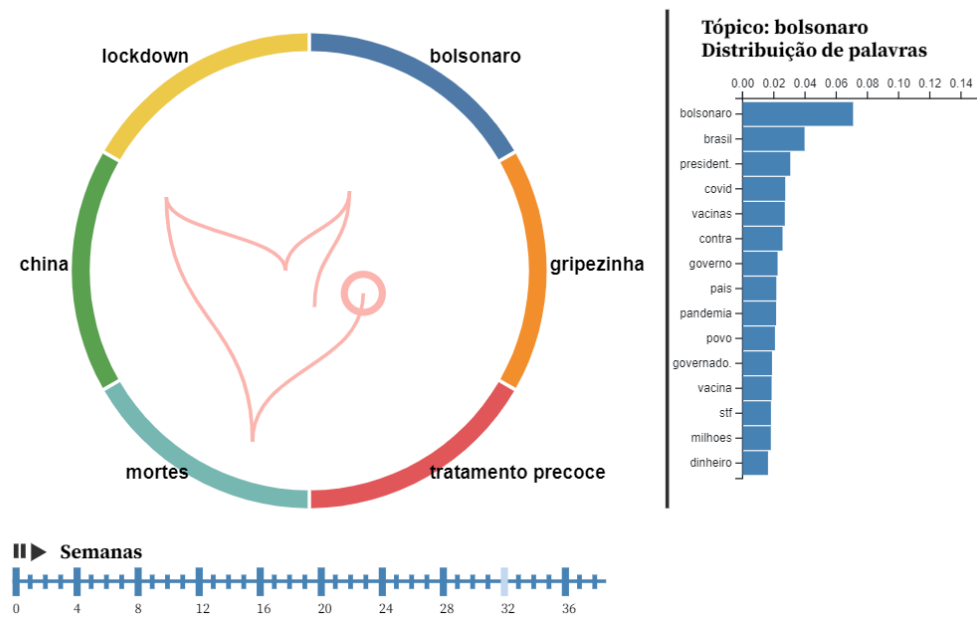 lockdown
bolsonaro
china
gripezinha
mortes
tratamento precoce
Semanas
0 4 8 12 16 20 24 28 32 36
Tópico: bolsonaro
Distribuição de palavras
0.00 0.02 0.04 0.06 0.08 0.10 0.12 0.14
bolsonaro
brasil
president.
covid
vacinas
contra
governo
pais
pandemia
povo
governado.
vacina
stf
milhoes
dinheiro